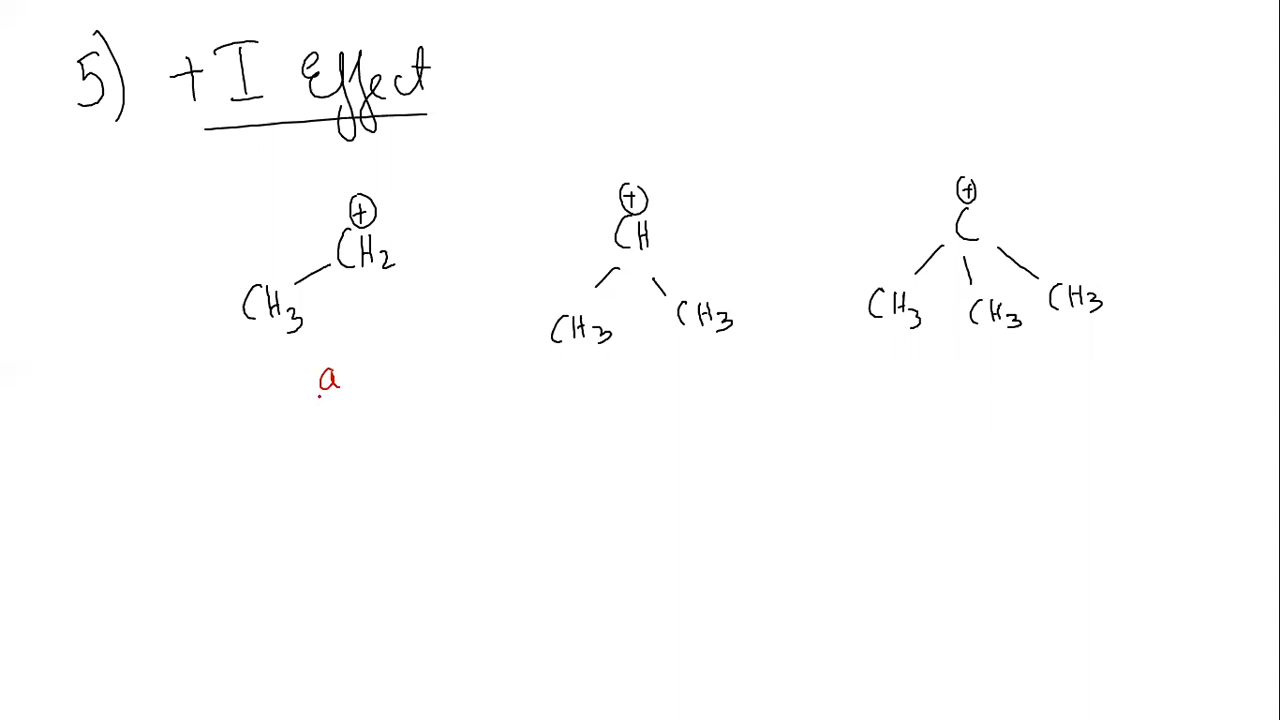 5) + I Effect
⊕ ⊕ ⊕
CH2 CH C
CH3 CH3 CH3 CH3 CH3 CH3
a